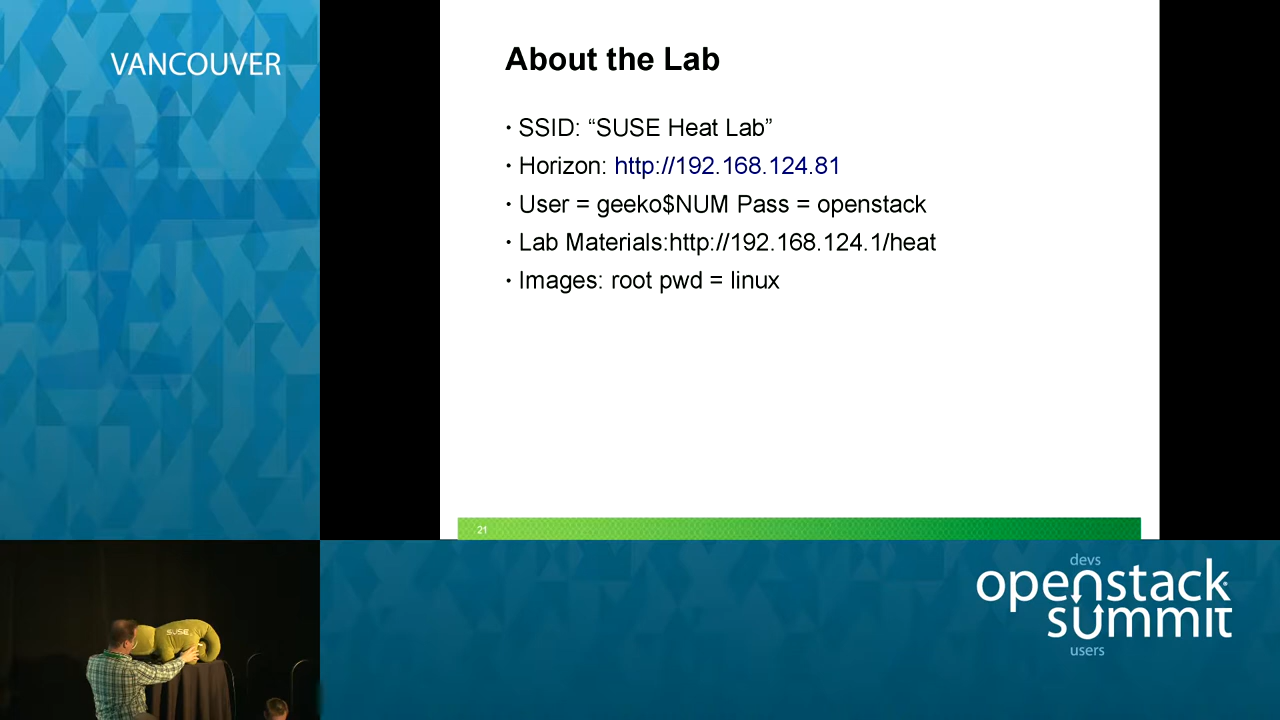 VANCOUVER
About the Lab
• SSID: “SUSE Heat Lab”
• Horizon: http://192.168.124.81
• User = geeko$NUM Pass = openstack
• Lab Materials:http://192.168.124.1/heat
• Images: root pwd = linux
21
SUSE
devs
openstack
summit
users